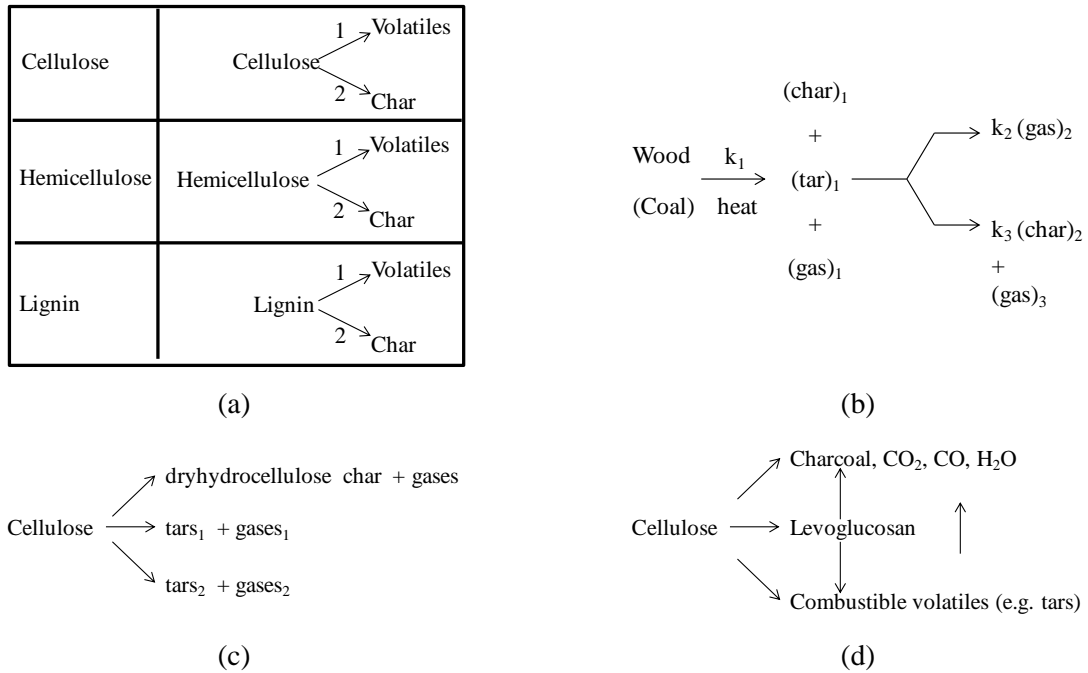 Cellulose
Cellulose
1
Volatiles
2
Char
Hemicellulose
Hemicellulose
1
Volatiles
2
Char
Lignin
Lignin
1
Volatiles
2
Char
(a)
(char)₁
+
Wood k₁ (tar)₁ k₂ (gas)₂
(Coal) heat + k₃ (char)₂
(gas)₁ +
(gas)₃
(b)
dryhydrocellulose char + gases
Cellulose tars₁ + gases₁
tars₂ + gases₂
(c)
Charcoal, CO₂, CO, H₂O
Cellulose Levoglucosan
Combustible volatiles (e.g. tars)
(d)